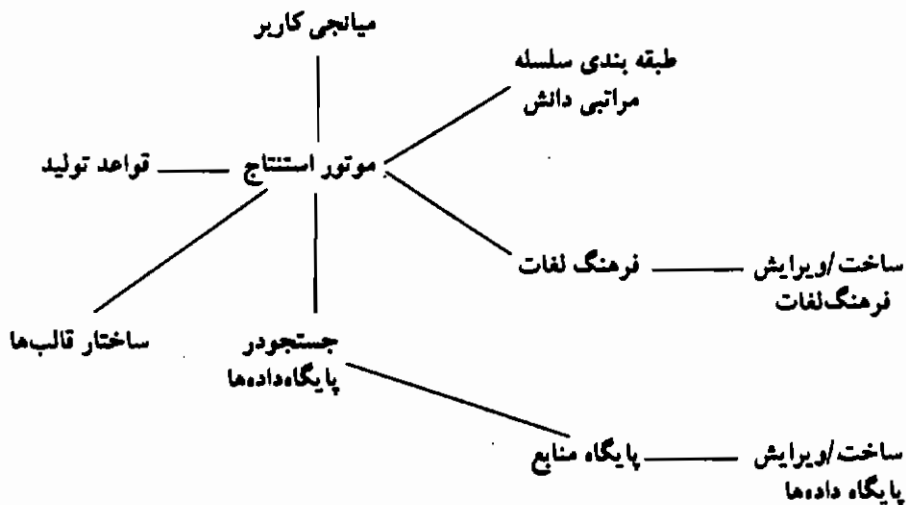 میانجی کاربر
طبقه بندی سلسله
مراتبی دانش
موتور استنتاج
قواعد تولید
فرهنگ لغات
ساخت/ویرایش
فرهنگ‌لغات
ساختار قالب‌ها
جستجودر
پایگاه‌داده‌ها
پایگاه منابع
ساخت/ویرایش
پایگاه داده‌ها